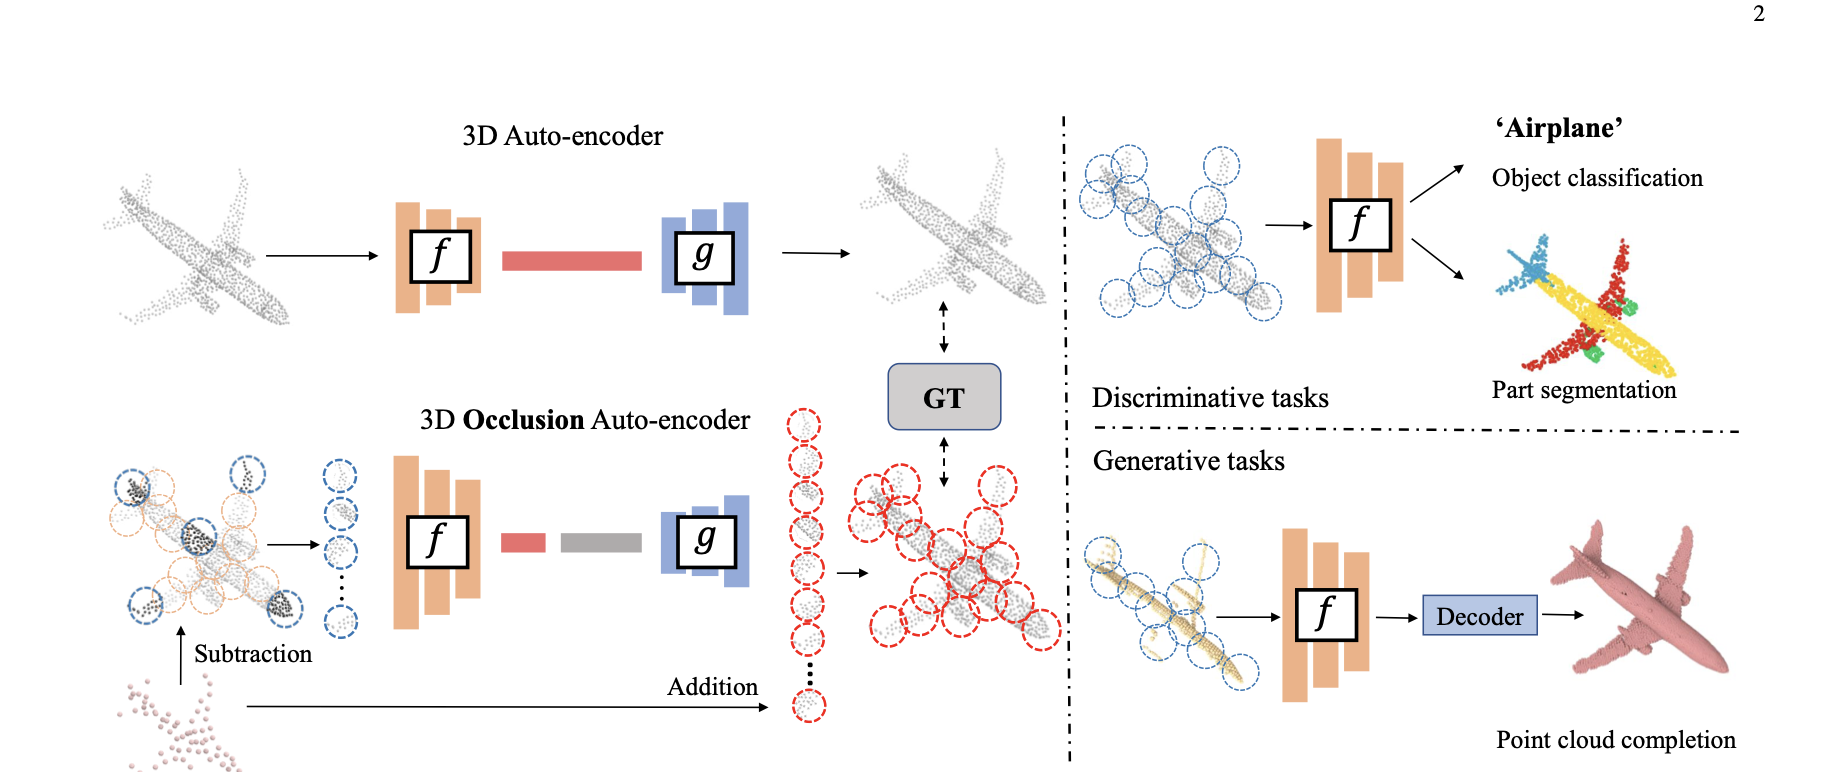 2
3D Auto-encoder
f
g
GT
3D Occlusion Auto-encoder
f
g
Subtraction
Addition
‘Airplane’
Object classification
f
Part segmentation
Discriminative tasks
Generative tasks
f
Decoder
Point cloud completion